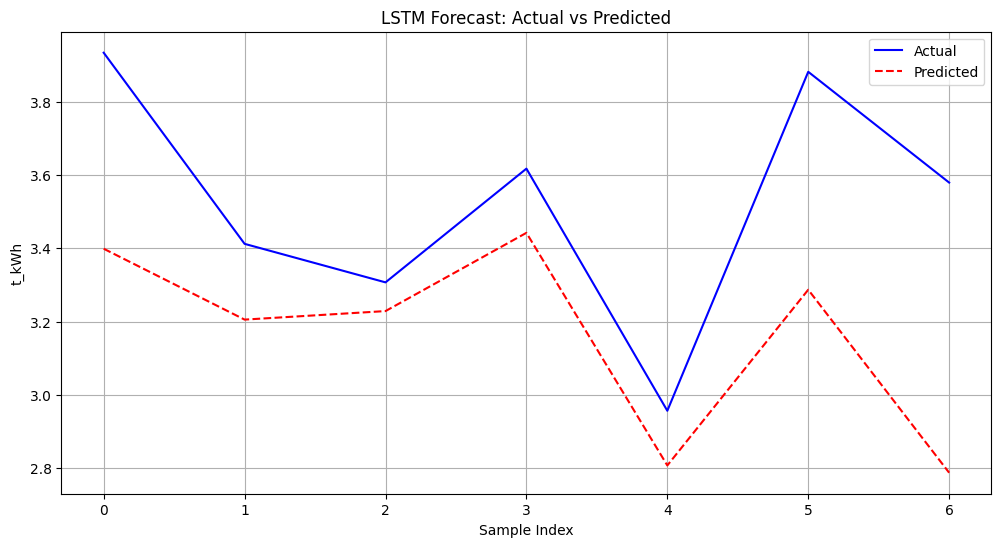 LSTM Forecast: Actual vs Predicted
Actual
Predicted
t_kWh
3.8
3.6
3.4
3.2
3.0
2.8
0 1 2 3 4 5 6
Sample Index